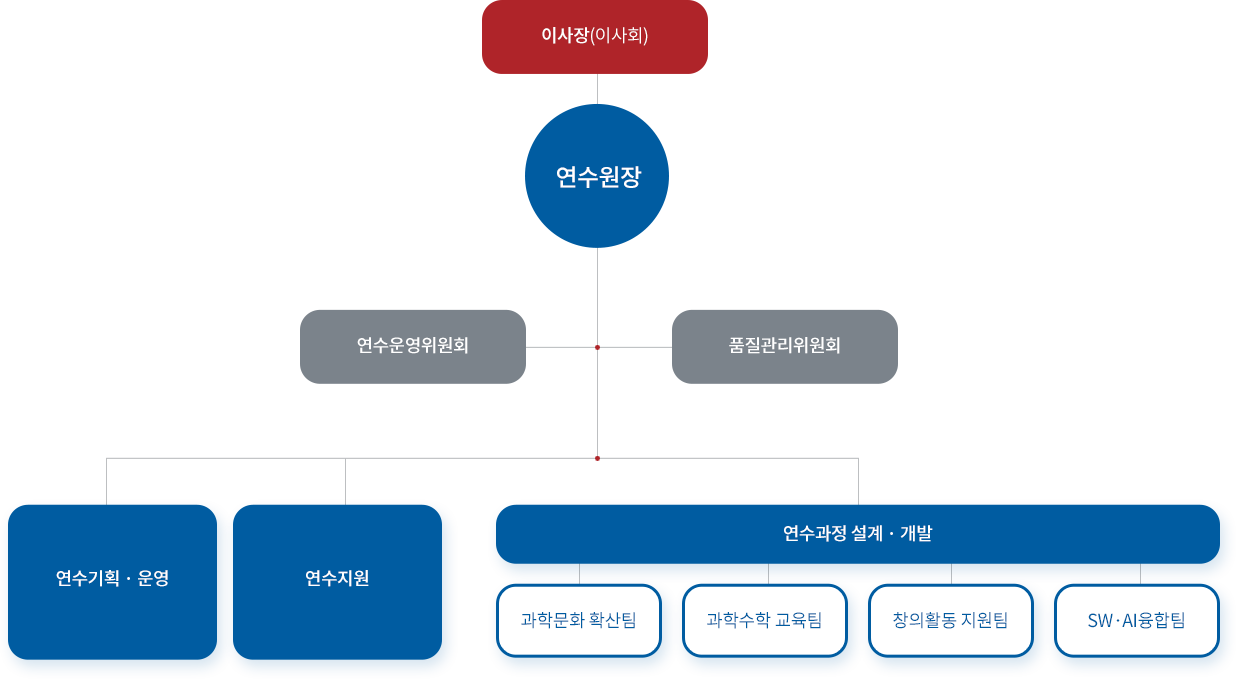 이사장(이사회)
연수원장
연수운영위원회
품질관리위원회
연수기획 · 운영
연수지원
연수과정 설계 · 개발
과학문화 확산팀
과학수학 교육팀
창의활동 지원팀
SW·AI융합팀